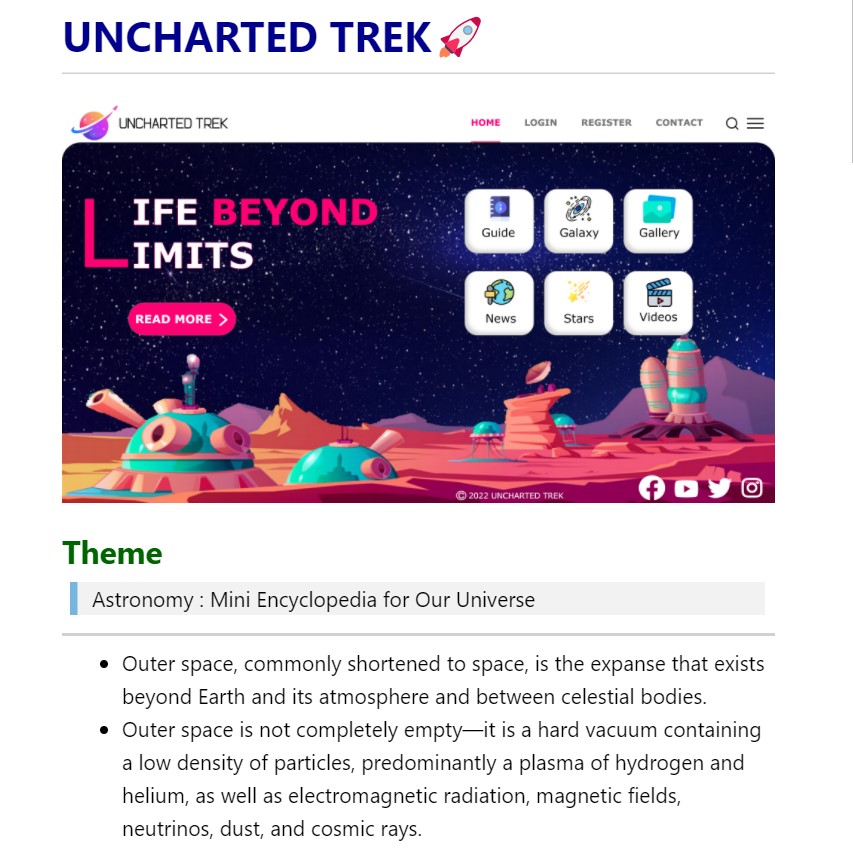 UNCHARTED TREK🚀
UNCHARTED TREK
HOME LOGIN REGISTER CONTACT
LIFE BEYOND
LIMITS
READ MORE
Guide Galaxy Gallery
News Stars Videos
© 2022 UNCHARTED TREK
Theme
Astronomy : Mini Encyclopedia for Our Universe
• Outer space, commonly shortened to space, is the expanse that exists
beyond Earth and its atmosphere and between celestial bodies.
• Outer space is not completely empty—it is a hard vacuum containing
a low density of particles, predominantly a plasma of hydrogen and
helium, as well as electromagnetic radiation, magnetic fields,
neutrinos, dust, and cosmic rays.